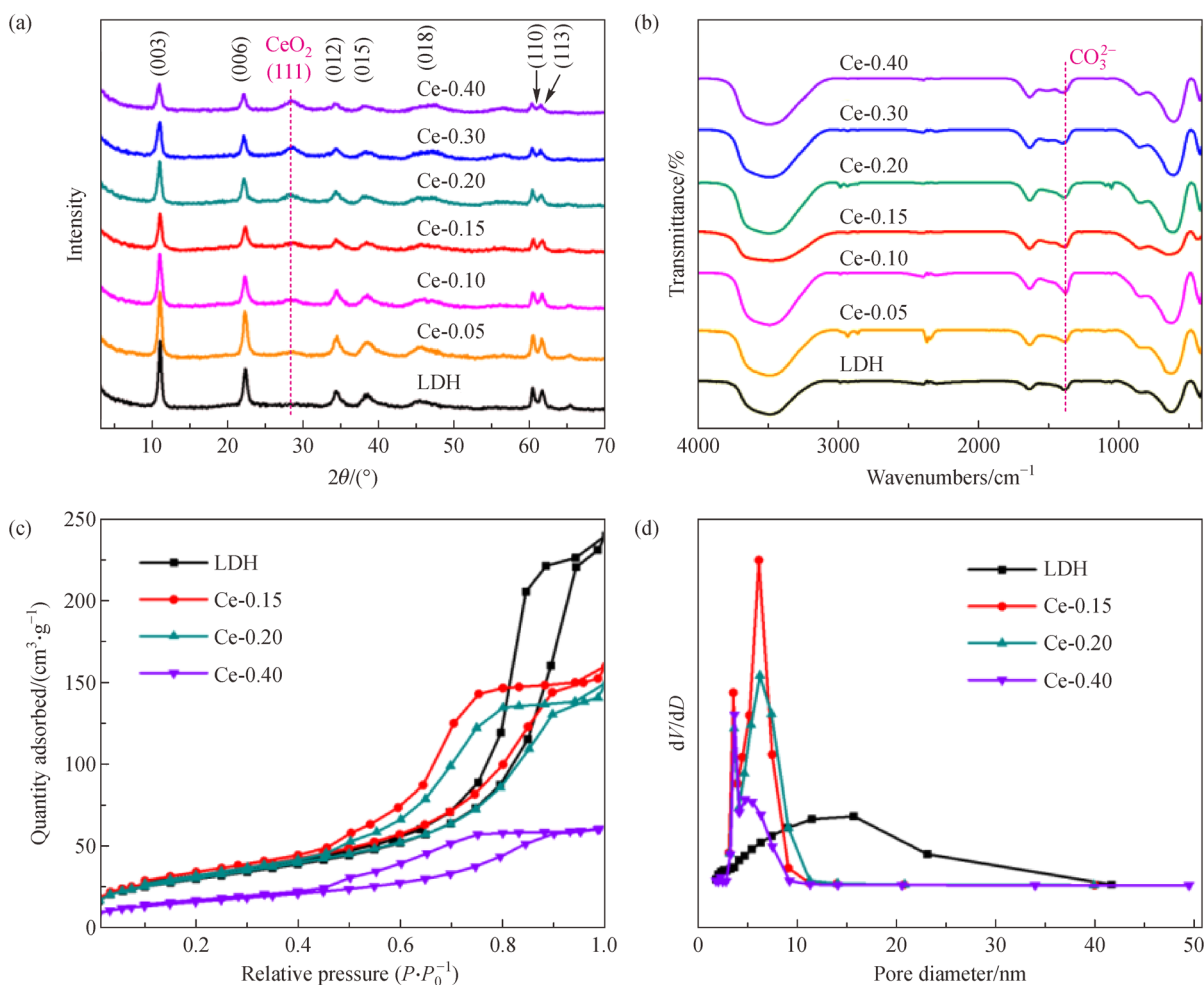 (a)
(003)
(006)
CeO₂
(111)
(012)
(015)
(018)
(110)
(113)
Ce-0.40
Ce-0.30
Ce-0.20
Ce-0.15
Ce-0.10
Ce-0.05
LDH
Intensity
10 20 30 40 50 60 70
2θ/(°)
(b)
CO₃²⁻
Ce-0.40
Ce-0.30
Ce-0.20
Ce-0.15
Ce-0.10
Ce-0.05
LDH
Transmittance/%
4000 3000 2000 1000
Wavenumbers/cm⁻¹
(c)
250
200
150
100
50
0
LDH
Ce-0.15
Ce-0.20
Ce-0.40
Quantity adsorbed/(cm³·g⁻¹)
0.2 0.4 0.6 0.8 1.0
Relative pressure (P·P₀⁻¹)
(d)
LDH
Ce-0.15
Ce-0.20
Ce-0.40
dV/dD
0 10 20 30 40 50
Pore diameter/nm